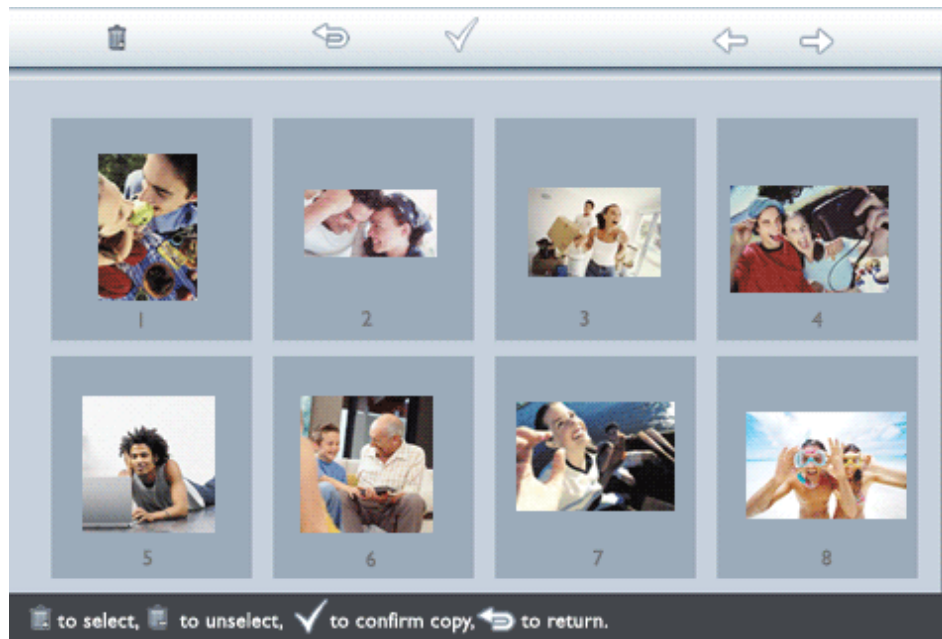 1 2 3 4
5 6 7 8
to select, to unselect, to confirm copy, to return.